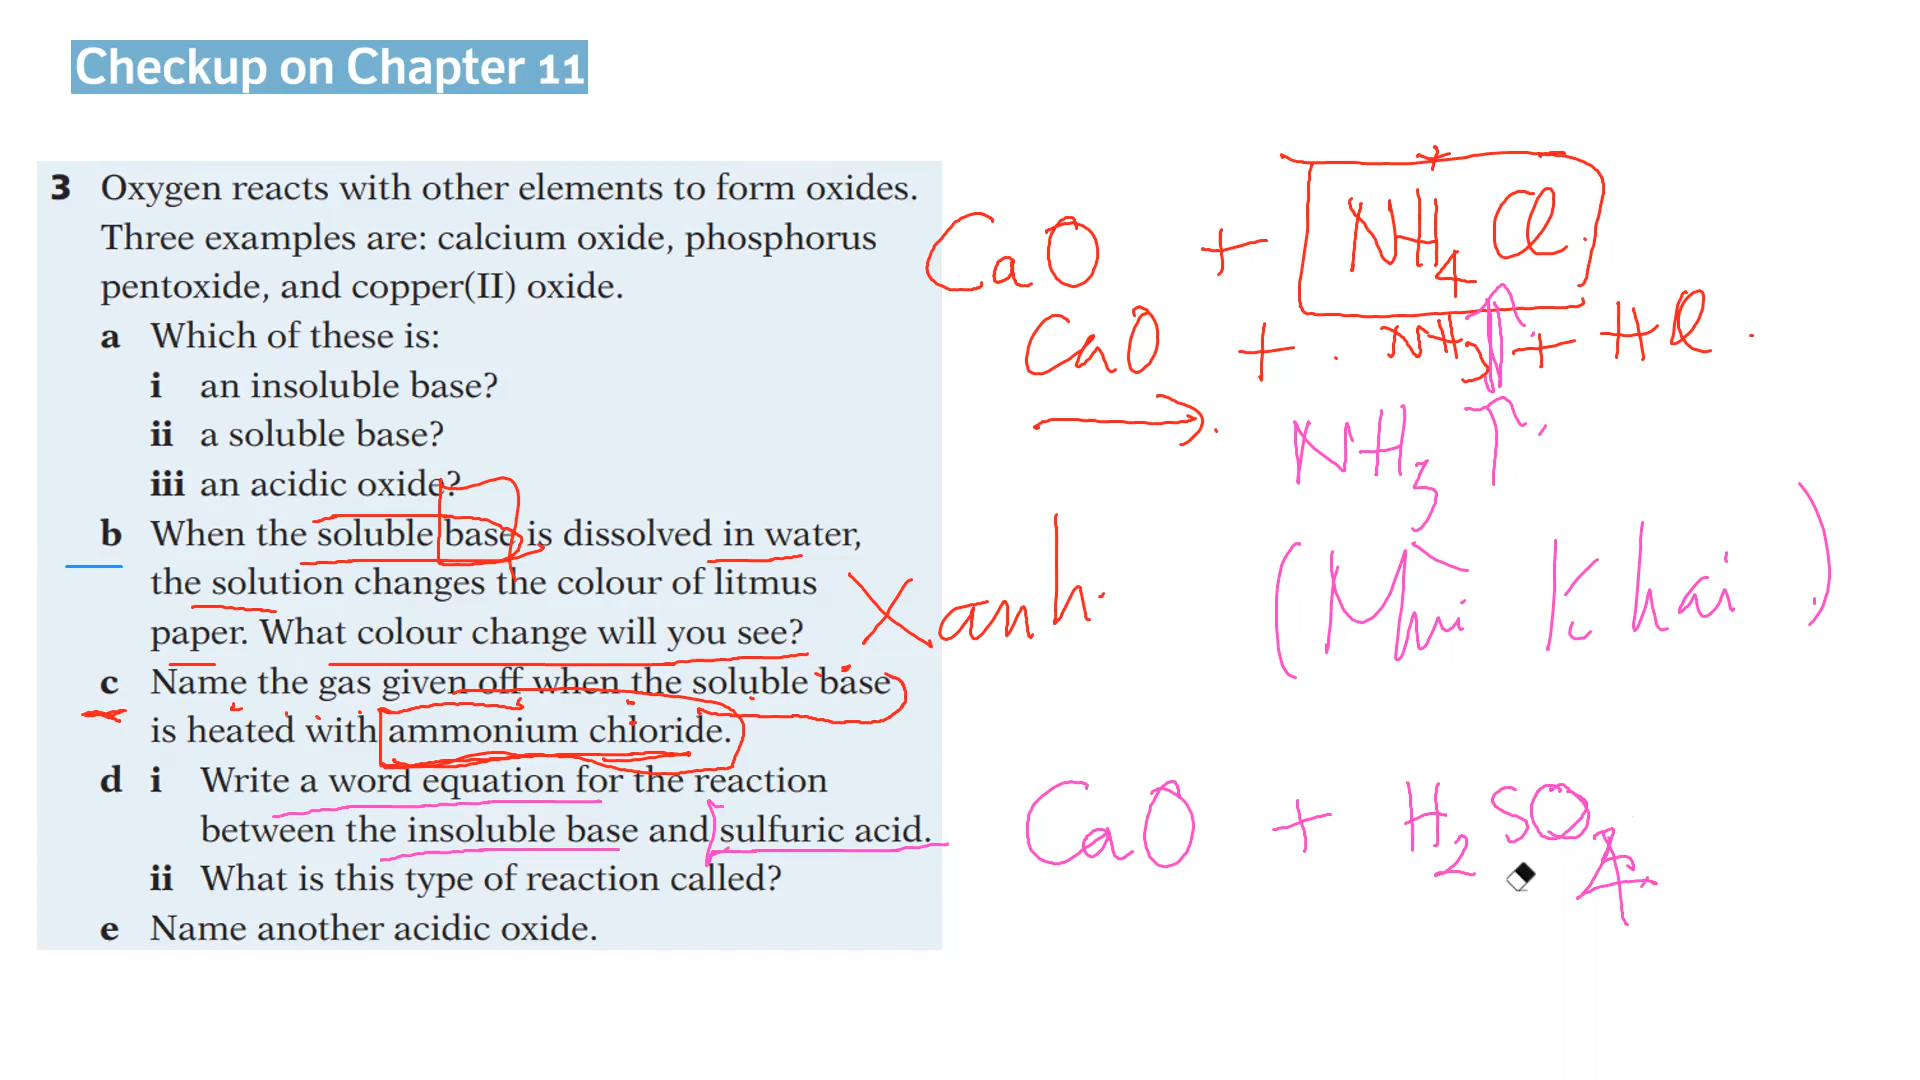 Checkup on Chapter 11
3 Oxygen reacts with other elements to form oxides.
Three examples are: calcium oxide, phosphorus
pentoxide, and copper(II) oxide.
a Which of these is:
i an insoluble base?
ii a soluble base?
iii an acidic oxide?
b When the soluble base is dissolved in water,
the solution changes the colour of litmus
paper. What colour change will you see?
c Name the gas given off when the soluble base
is heated with ammonium chloride.
d i Write a word equation for the reaction
between the insoluble base and sulfuric acid.
ii What is this type of reaction called?
e Name another acidic oxide.
CaO + NH4 Cl
CaO + NH3 ↑ + HCl
→
NH3 ↑
Xanh
(Mùi khai)
CaO + H2 SO4